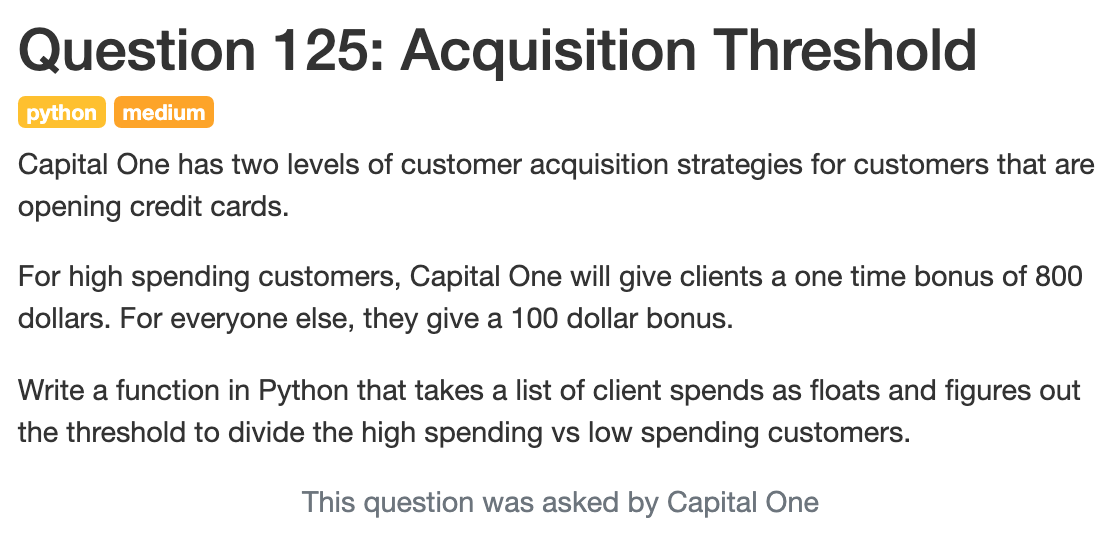 Question 125: Acquisition Threshold
python medium
Capital One has two levels of customer acquisition strategies for customers that are
opening credit cards.
For high spending customers, Capital One will give clients a one time bonus of 800
dollars. For everyone else, they give a 100 dollar bonus.
Write a function in Python that takes a list of client spends as floats and figures out
the threshold to divide the high spending vs low spending customers.
This question was asked by Capital One